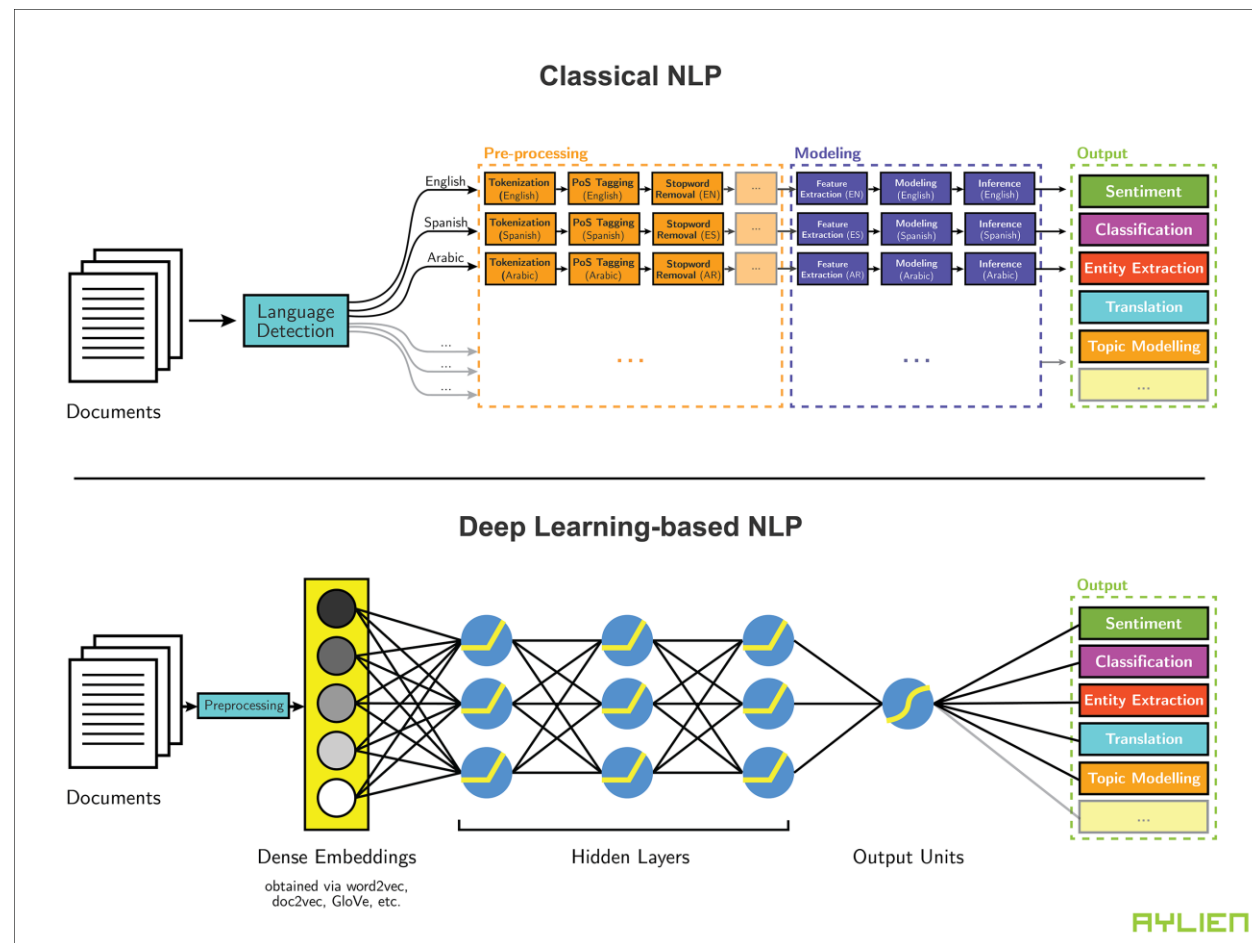 Classical NLP
Pre-processing
Modeling
Output
English
Tokenization
(English)
PoS Tagging
(English)
Stopword
Removal (EN)
...
Feature
Extraction (EN)
Modeling
(English)
Inference
(English)
Sentiment
Spanish
Tokenization
(Spanish)
PoS Tagging
(Spanish)
Stopword
Removal (ES)
...
Feature
Extraction (ES)
Modeling
(Spanish)
Inference
(Spanish)
Classification
Arabic
Tokenization
(Arabic)
PoS Tagging
(Arabic)
Stopword
Removal (AR)
...
Feature
Extraction (AR)
Modeling
(Arabic)
Inference
(Arabic)
Entity Extraction
Language
Detection
Translation
...
...
...
...
...
Topic Modelling
...
Documents
Deep Learning-based NLP
Output
Sentiment
Classification
Preprocessing
Entity Extraction
Translation
Topic Modelling
...
Documents
Dense Embeddings
obtained via word2vec,
doc2vec, GloVe, etc.
Hidden Layers
Output Units
AYLIEN